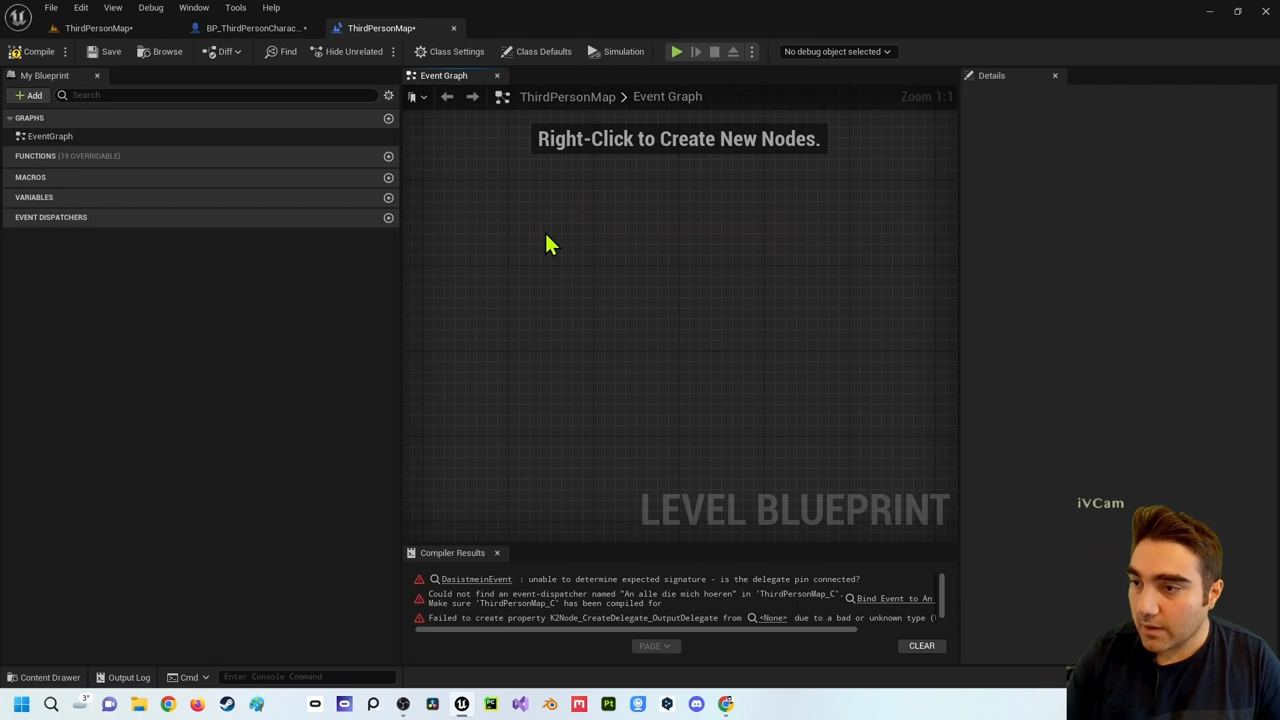 File Edit View Debug Window Tools Help
ThirdPersonMap* BP_ThirdPersonCharac...* ThirdPersonMap*
Compile Save Browse Diff Find Hide Unrelated Class Settings Class Defaults Simulation No debug object selected
My Blueprint Event Graph Details
+ Add Search ThirdPersonMap > Event Graph Zoom 1:1
GRAPHS
EventGraph
FUNCTIONS (19 OVERRIDABLE)
MACROS
VARIABLES
EVENT DISPATCHERS
Right-Click to Create New Nodes.
LEVEL BLUEPRINT
iVCam
Compiler Results
DasistmeinEvent : unable to determine expected signature - is the delegate pin connected?
Could not find an event-dispatcher named "An alle die mich hoeren" in 'ThirdPersonMap_C'. Bind Event to An
Make sure 'ThirdPersonMap_C' has been compiled for
Failed to create property K2Node_CreateDelegate_OutputDelegate from <None> due to a bad or unknown type (
PAGE CLEAR
Content Drawer Output Log Cmd Enter Console Command
3°